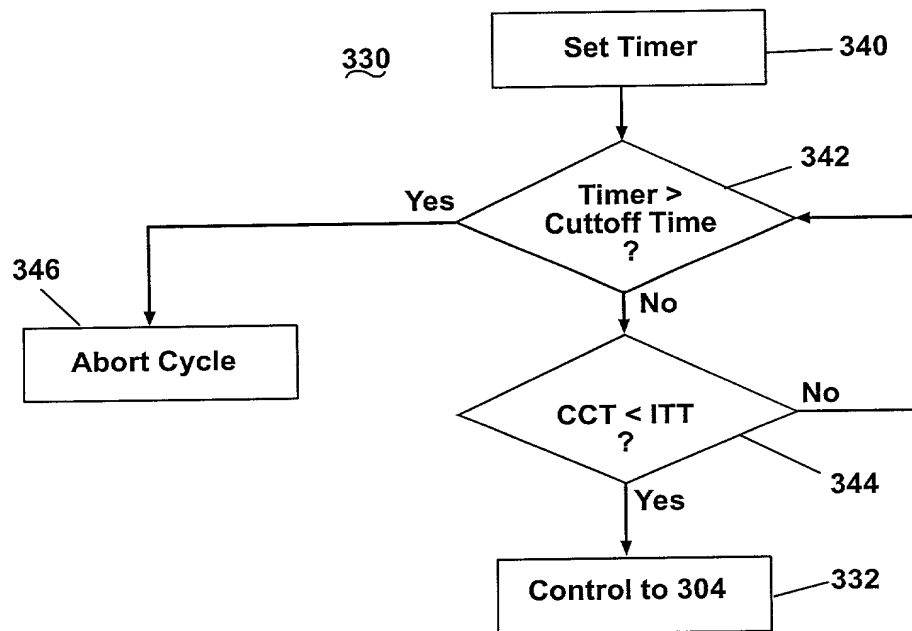 Set Timer
340
330
342
Timer >
Cuttoff Time
?
Yes
346
No
Abort Cycle
CCT < ITT
?
No
344
Yes
Control to 304
332